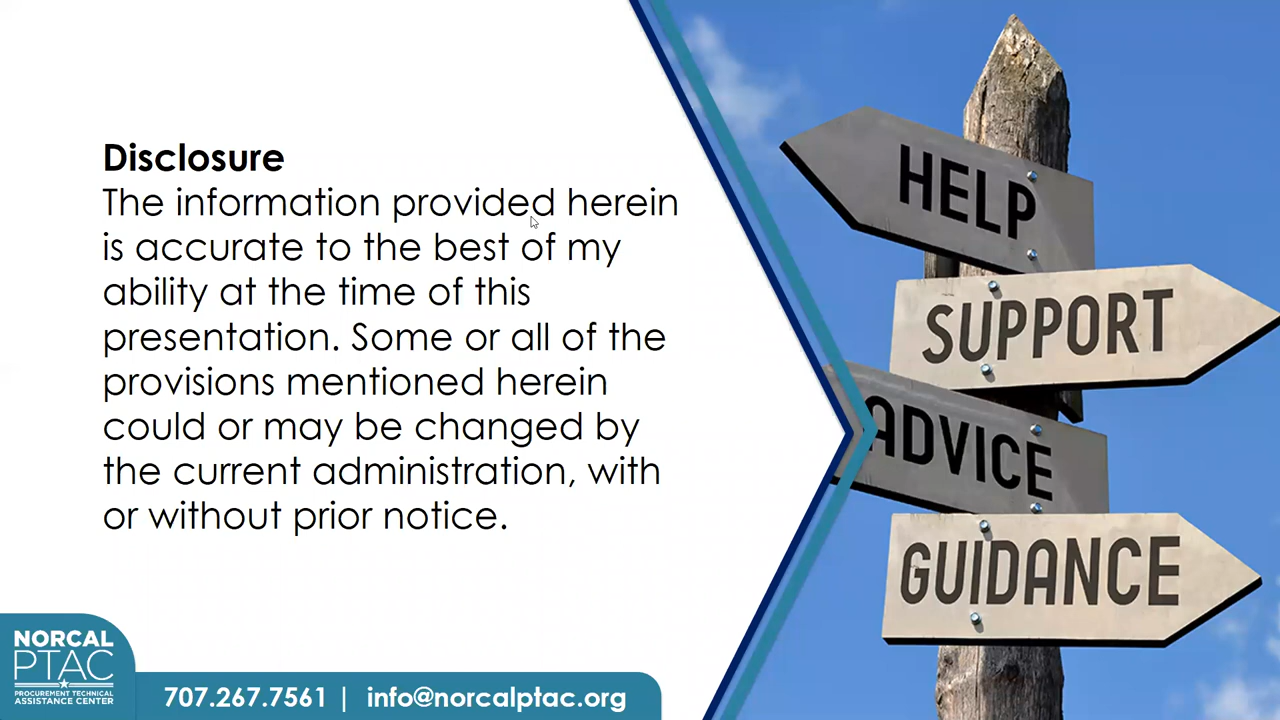 Disclosure
The information provided herein
is accurate to the best of my
ability at the time of this
presentation. Some or all of the
provisions mentioned herein
could or may be changed by
the current administration, with
or without prior notice.
HELP
SUPPORT
ADVICE
GUIDANCE
NORCAL
PTAC
PROCUREMENT TECHNICAL
ASSISTANCE CENTER
707.267.7561 | info@norcalptac.org